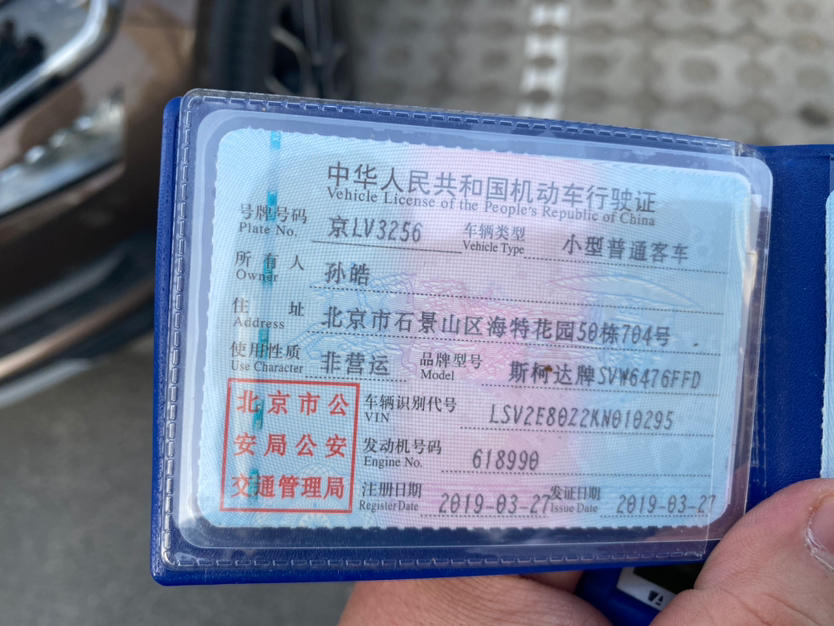 中华人民共和国机动车行驶证
Vehicle License of the People's Republic of China
号牌号码 京LV3256 车辆类型 小型普通客车
Plate No. Vehicle Type
所有人 孙皓
Owner
住址 北京市石景山区海特花园50栋704号
Address
使用性质 非营运 品牌型号 斯柯达牌SVW6476FFD
Use Character Model
北京市公
安局公安
交通管理局
车辆识别代号 LSV2E8022KN010295
VIN
发动机号码 618990
Engine No.
注册日期 2019-03-27 发证日期 2019-03-27
Register Date Issue Date